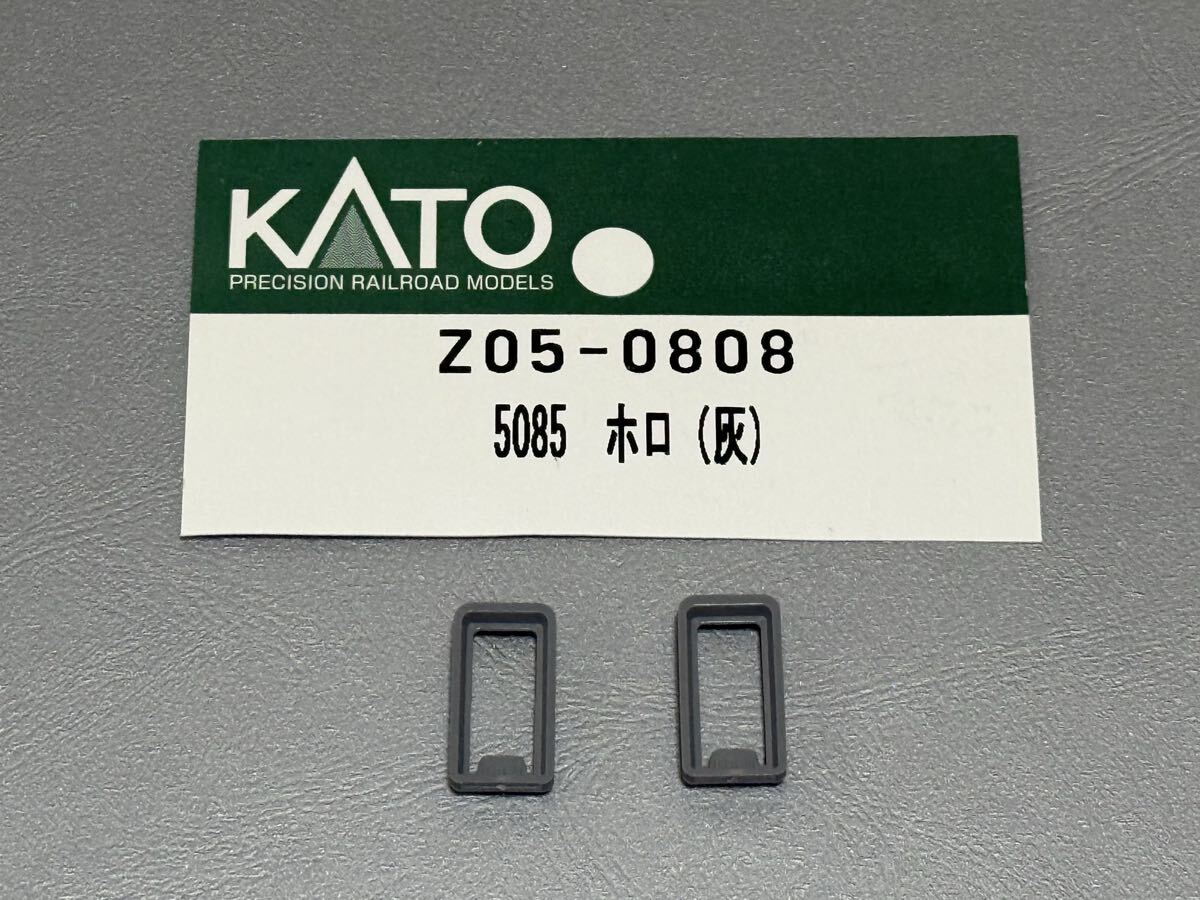 KATO
PRECISION RAILROAD MODELS
Z05-0808
5085 ホロ (灰)